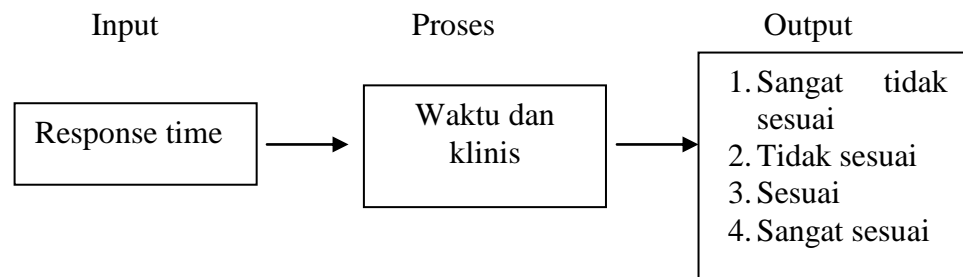 Input Proses Output
Response time
Waktu dan
klinis
1. Sangat tidak
sesuai
2. Tidak sesuai
3. Sesuai
4. Sangat sesuai